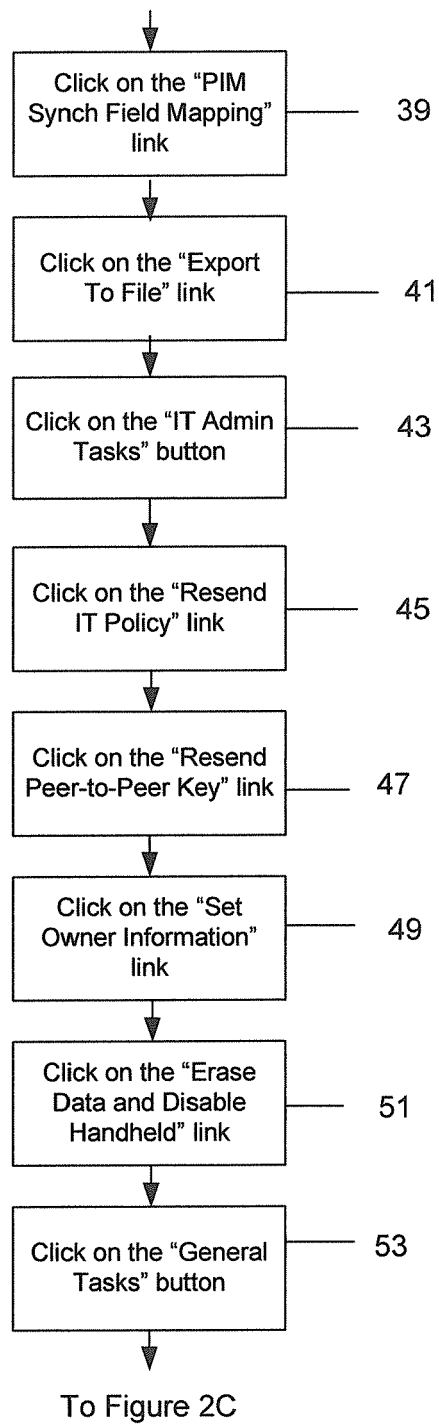 Click on the “PIM
Synch Field Mapping”
link
39
Click on the “Export
To File” link
41
Click on the “IT Admin
Tasks” button
43
Click on the “Resend
IT Policy” link
45
Click on the “Resend
Peer-to-Peer Key” link
47
Click on the “Set
Owner Information”
link
49
Click on the “Erase
Data and Disable
Handheld” link
51
Click on the “General
Tasks” button
53
To Figure 2C